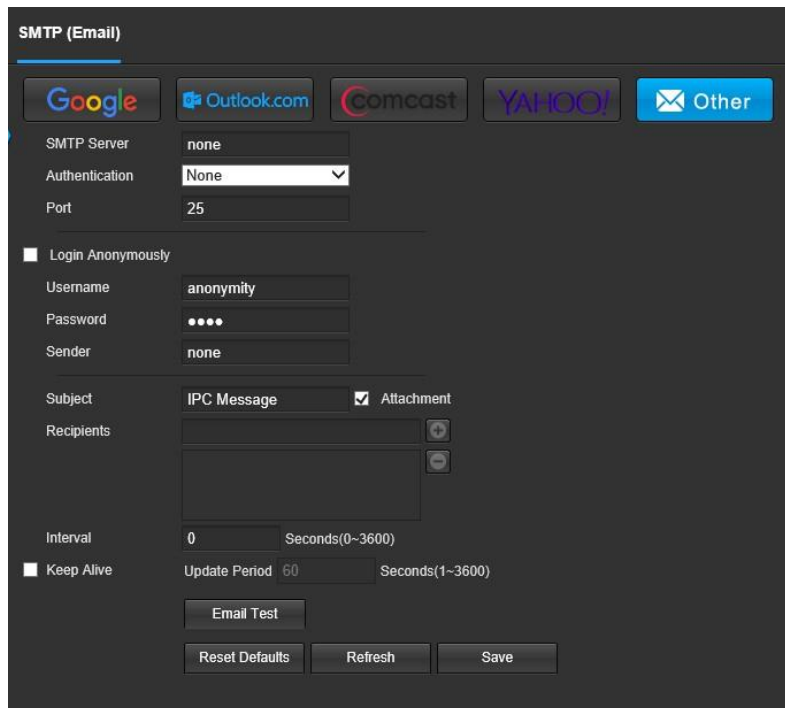 SMTP (Email)
Google Outlook.com Comcast YAHOO! Other
SMTP Server none
Authentication None
Port 25
Login Anonymously
Username anonymity
Password ••••
Sender none
Subject IPC Message Attachment
Recipients
Interval 0 Seconds(0~3600)
Keep Alive Update Period 60 Seconds(1~3600)
Email Test
Reset Defaults Refresh Save